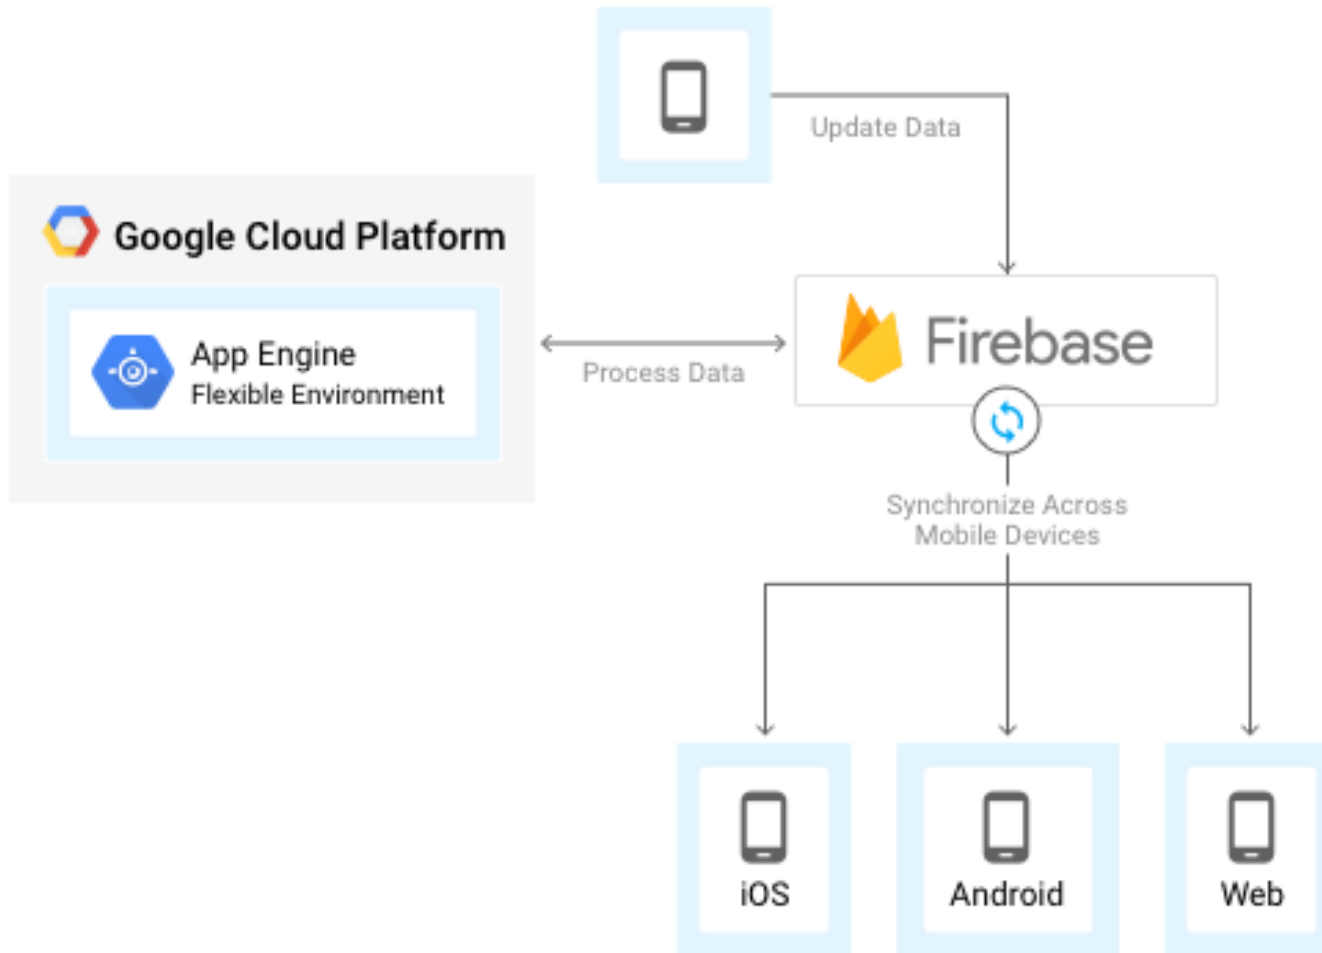 Update Data
Google Cloud Platform
App Engine
Flexible Environment
Process Data
Firebase
Synchronize Across
Mobile Devices
iOS
Android
Web